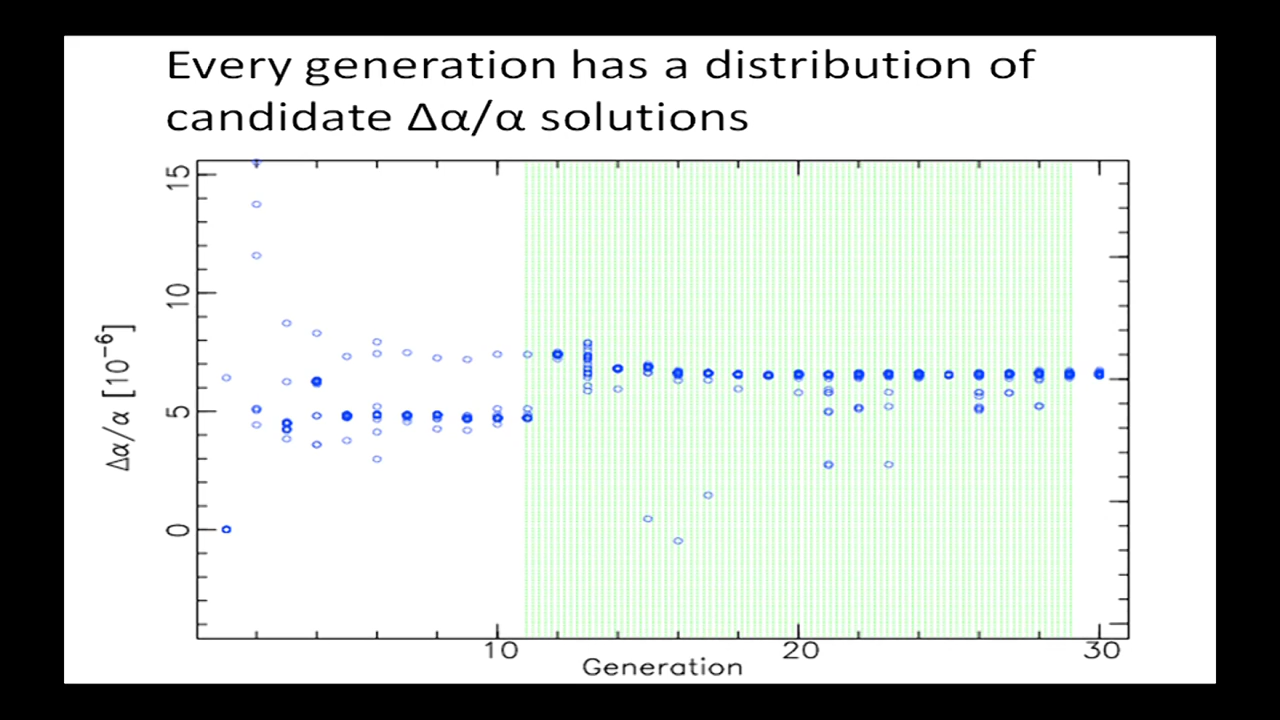 Every generation has a distribution of
candidate Δα/α solutions
15
10
5
0
Δα/α [10⁻⁶]
10
20
30
Generation